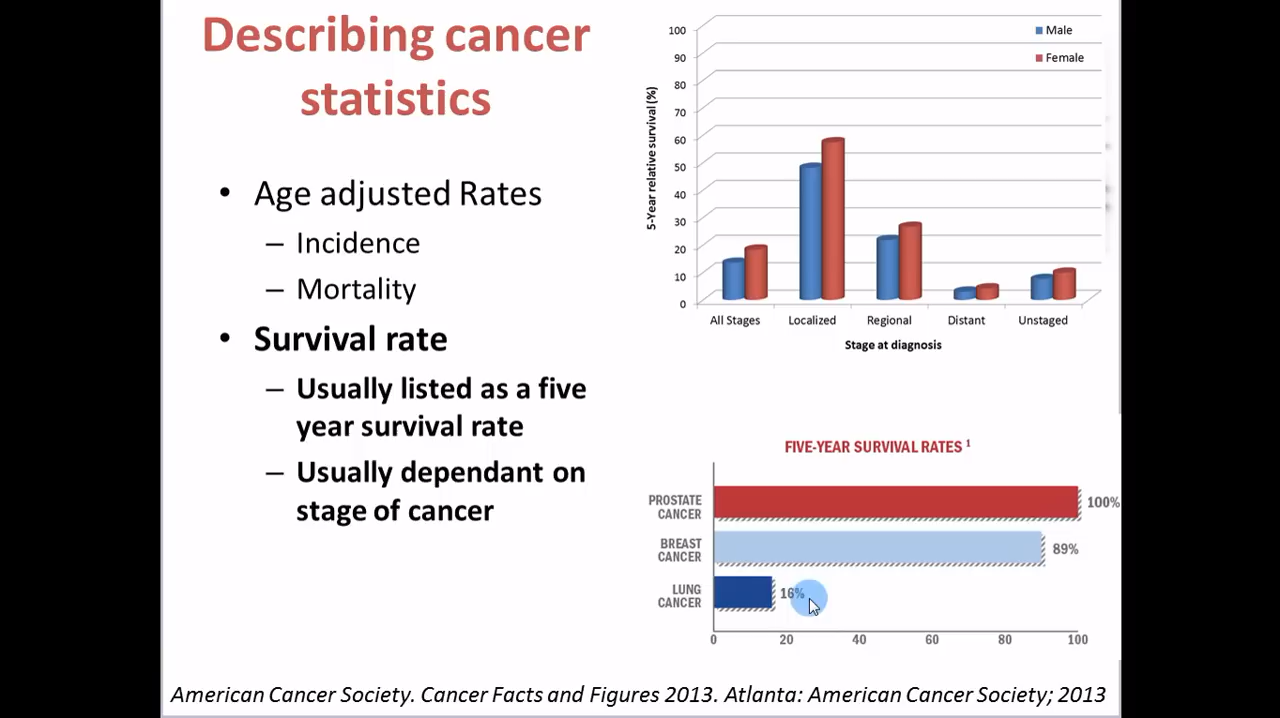 Describing cancer
statistics
• Age adjusted Rates
– Incidence
– Mortality
• Survival rate
– Usually listed as a five
year survival rate
– Usually dependant on
stage of cancer
5-Year relative survival (%)
100
90
80
70
60
50
40
30
20
10
0
Male
Female
All Stages Localized Regional Distant Unstaged
Stage at diagnosis
FIVE-YEAR SURVIVAL RATES 1
PROSTATE
CANCER
100%
BREAST
CANCER
89%
LUNG
CANCER
16%
0 20 40 60 80 100
American Cancer Society. Cancer Facts and Figures 2013. Atlanta: American Cancer Society; 2013